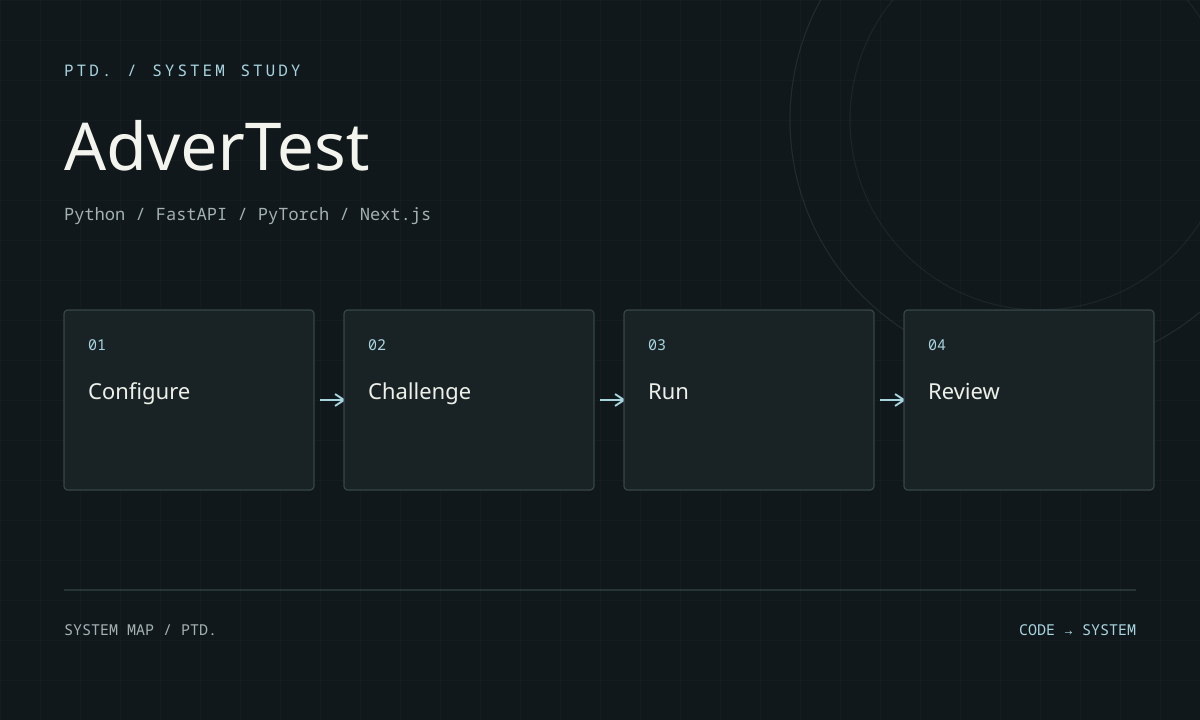 PTD. / SYSTEM STUDY
AdverTest
Python / FastAPI / PyTorch / Next.js
01
Configure
02
Challenge
03
Run
04
Review
SYSTEM MAP / PTD.
CODE → SYSTEM